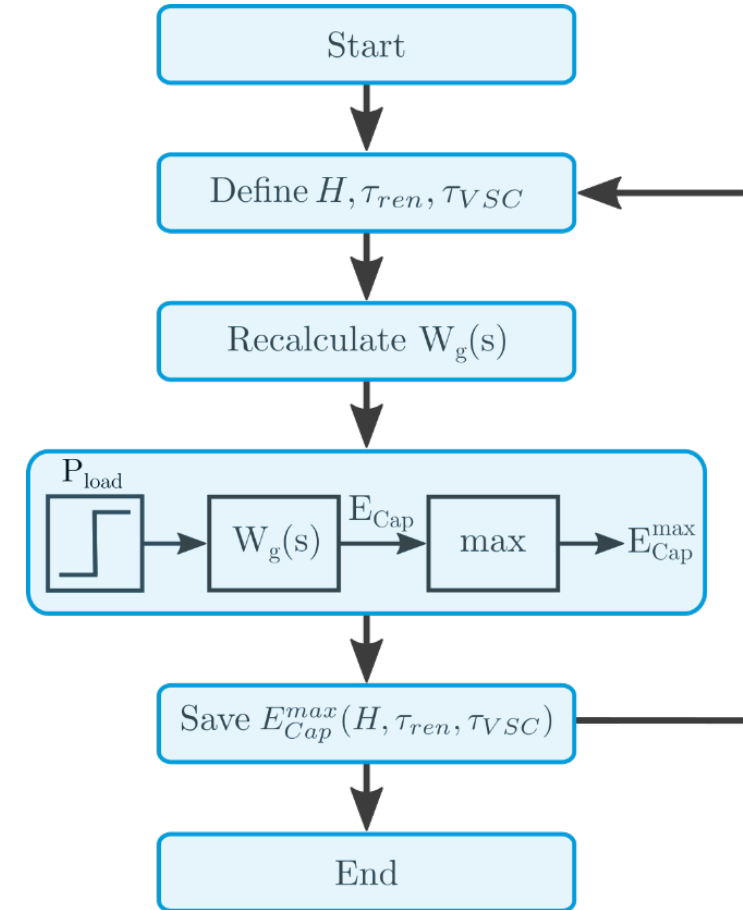 Start
Define H, τ_ren, τ_VSC
Recalculate W_g(s)
P_load
W_g(s)
E_Cap
max
E_Cap^max
Save E_Cap^max(H, τ_ren, τ_VSC)
End